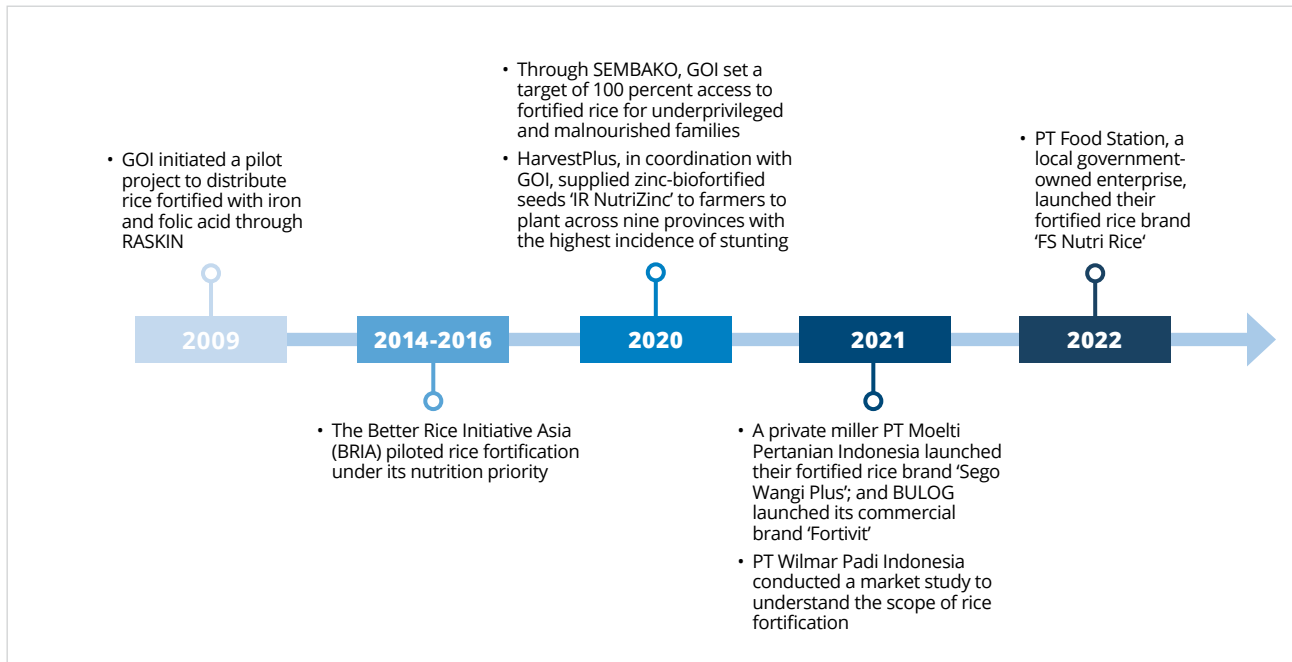 • GOI initiated a pilot
project to distribute
rice fortified with iron
and folic acid through
RASKIN
2009
2014-2016
• The Better Rice Initiative Asia
(BRIA) piloted rice fortification
under its nutrition priority
• Through SEMBAKO, GOI set a
target of 100 percent access to
fortified rice for underprivileged
and malnourished families
• HarvestPlus, in coordination with
GOI, supplied zinc-biofortified
seeds ‘IR NutriZinc’ to farmers to
plant across nine provinces with
the highest incidence of stunting
2020
2021
• A private miller PT Moelti
Pertanian Indonesia launched
their fortified rice brand ‘Sego
Wangi Plus’; and BULOG
launched its commercial
brand ‘Fortivit’
• PT Wilmar Padi Indonesia
conducted a market study to
understand the scope of rice
fortification
• PT Food Station, a
local government-
owned enterprise,
launched their
fortified rice brand
‘FS Nutri Rice‘
2022